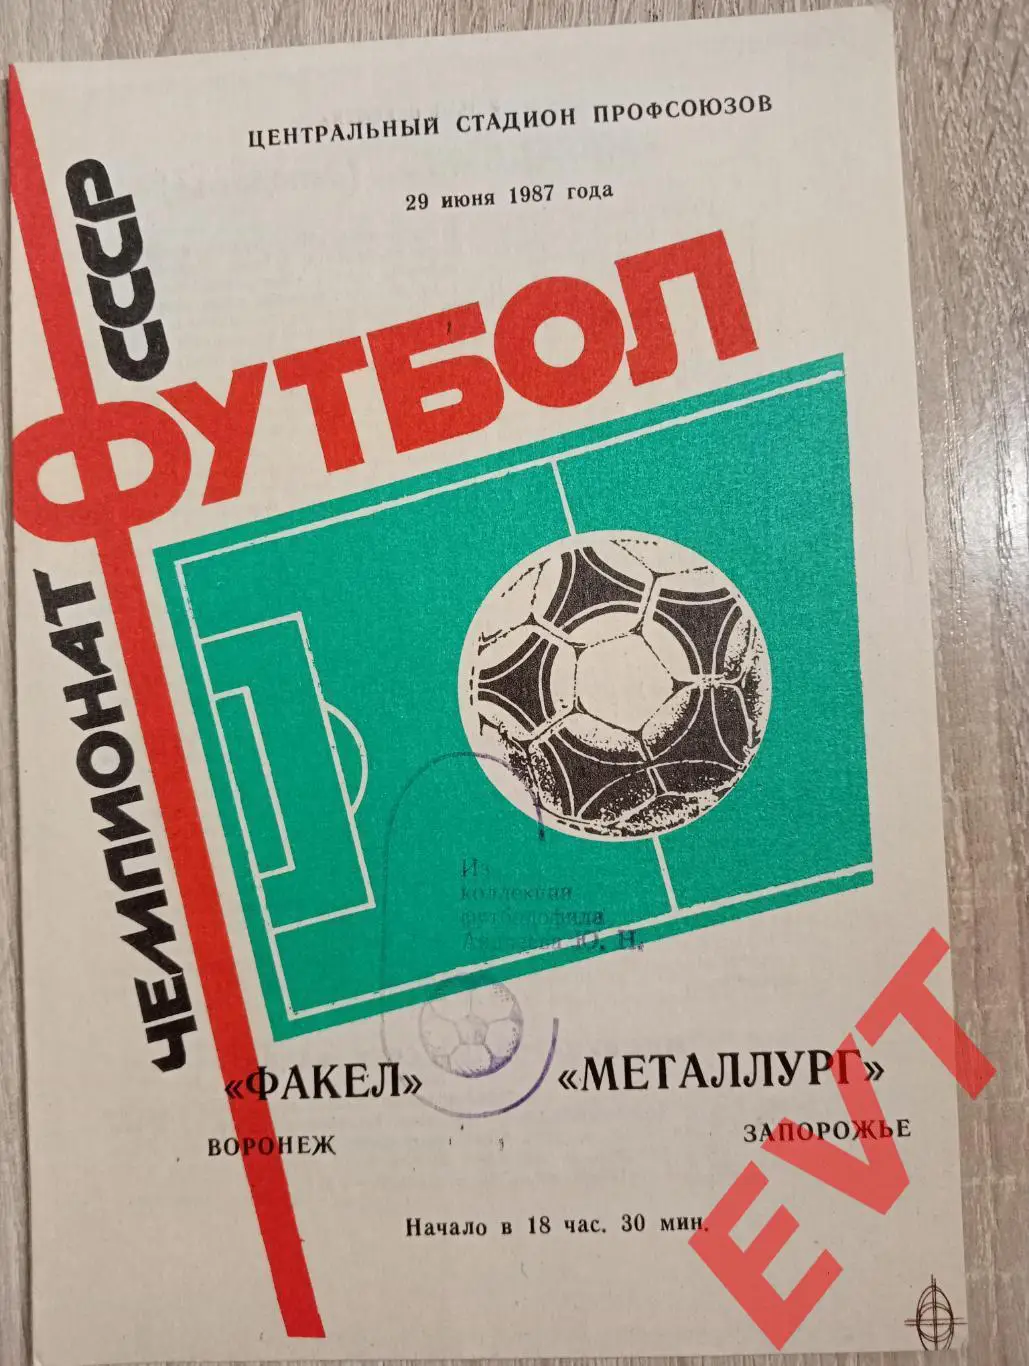 ЦЕНТРАЛЬНЫЙ СТАДИОН ПРОФСОЮЗОВ
29 июня 1987 года
ЧЕМПИОНАТ СССР
ФУТБОЛ
Из
коллекции
футболофила
Ю. Н.
«ФАКЕЛ» «МЕТАЛЛУРГ»
ВОРОНЕЖ ЗАПОРОЖЬЕ
Начало в 18 час. 30 мин.
EVT